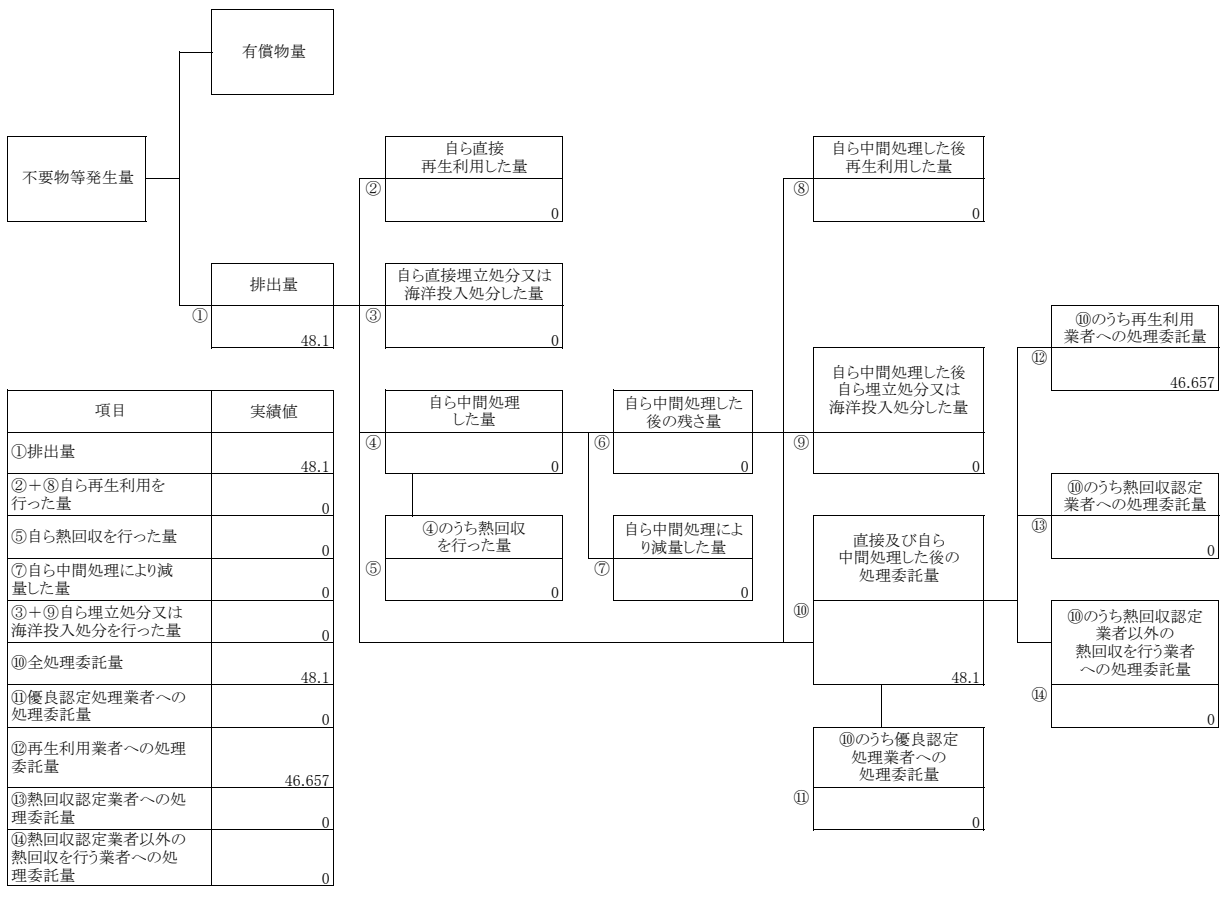 有償物量
不要物等発生量
自ら直接
再生利用した量
②
0
自ら中間処理した後
再生利用した量
⑧
0
排出量
①
48.1
自ら直接埋立処分又は
海洋投入処分した量
③
0
自ら中間処理
した量
④
0
自ら中間処理した
後の残さ量
⑥
0
自ら中間処理した後
自ら埋立処分又は
海洋投入処分した量
⑨
0
⑩のうち再生利用
業者への処理委託量
⑫
46.657
④のうち熱回収
を行った量
⑤
0
自ら中間処理によ
り減量した量
⑦
0
直接及び自ら
中間処理した後の
処理委託量
⑩
48.1
⑩のうち熱回収認定
業者への処理委託量
⑬
0
⑩のうち熱回収認定
業者以外の
熱回収を行う業者
への処理委託量
⑭
0
⑩のうち優良認定
処理業者への
処理委託量
⑪
0
項目 実績値
①排出量
48.1
②+⑧自ら再生利用を
行った量
0
⑤自ら熱回収を行った量
0
⑦自ら中間処理により減
量した量
0
③+⑨自ら埋立処分又は
海洋投入処分を行った量
0
⑩全処理委託量
48.1
⑪優良認定処理業者への
処理委託量
0
⑫再生利用業者への処理
委託量
46.657
⑬熱回収認定業者への処
理委託量
0
⑭熱回収認定業者以外の
熱回収を行う業者への処
理委託量
0